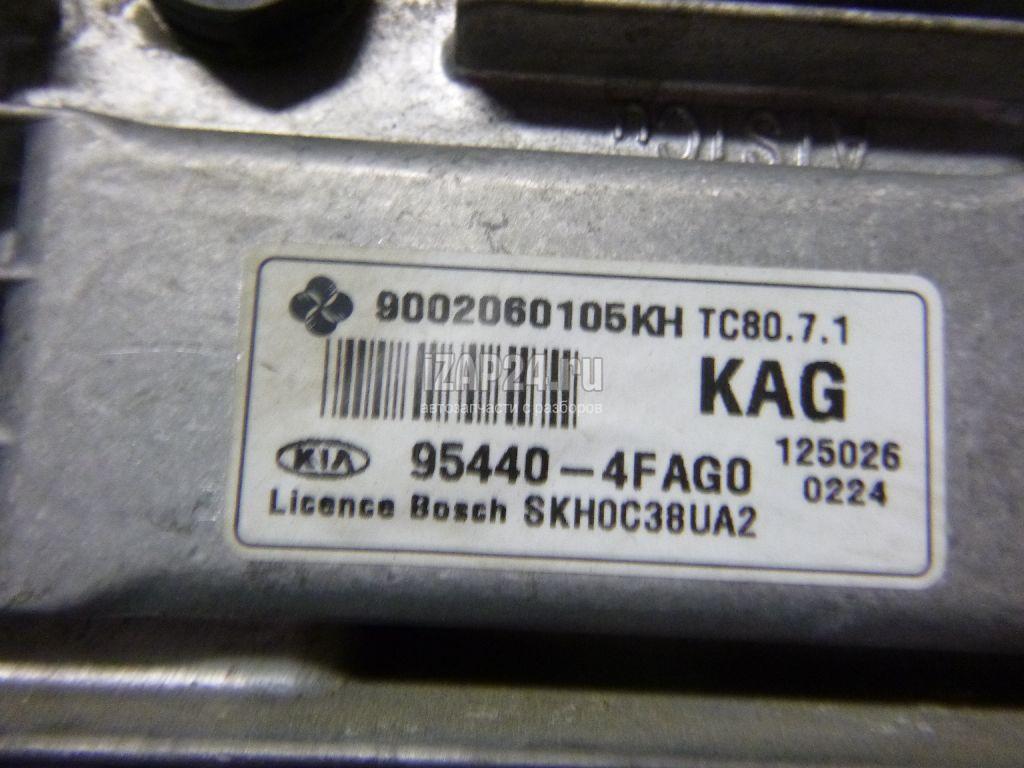 9002060105KH TC80.7.1
iZAP24.ru
автозапчасти с разборов
KAG
KIA 95440-4FAG0 125026
0224
Licence Bosch SKH0C38UA2